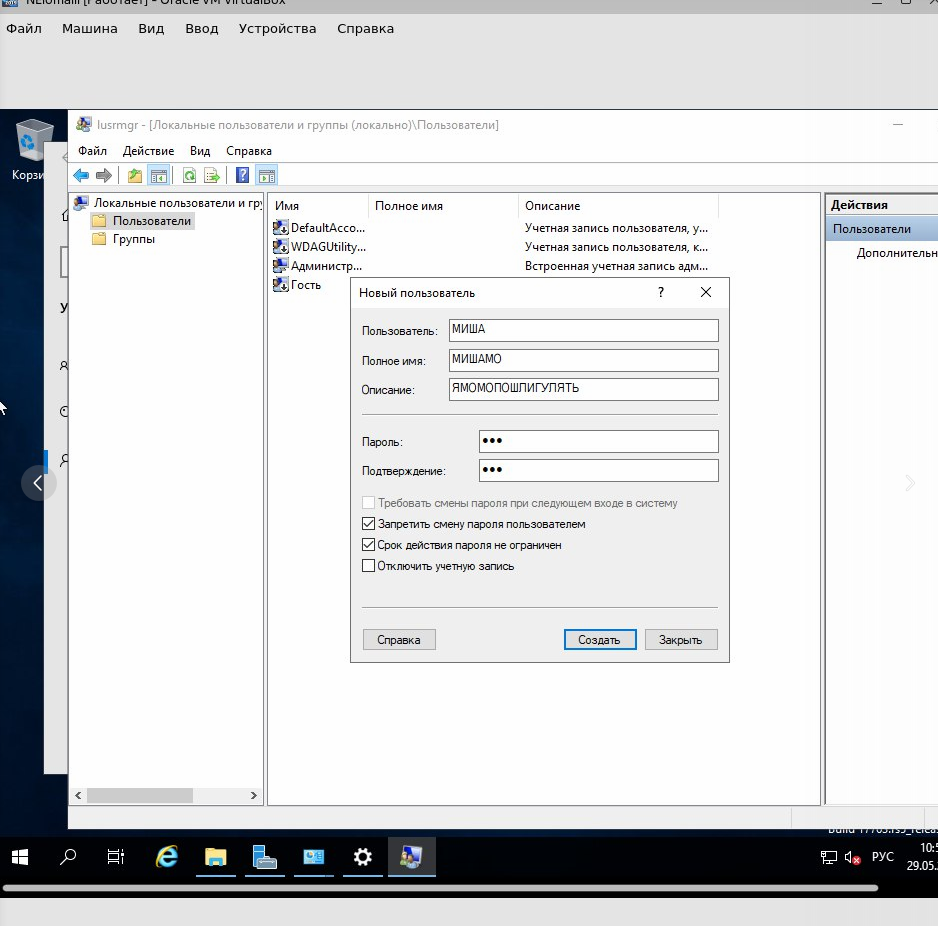 [Работает] - Oracle VM VirtualBox
Файл Машина Вид Ввод Устройства Справка
lusrmgr - [Локальные пользователи и группы (локально)\Пользователи]
Корзи
Файл Действие Вид Справка
Локальные пользователи и гру
Пользователи
Группы
Имя Полное имя Описание
DefaultAcco... Учетная запись пользователя, у...
WDAGUtility... Учетная запись пользователя, к...
Администр... Встроенная учетная запись адм...
Гость
Действия
Пользователи
Дополнительн
Новый пользователь ?
Пользователь: МИША
Полное имя: МИШАМО
Описание: ЯМОМОПОШЛИГУЛЯТЬ
Пароль: •••
Подтверждение: •••
Требовать смены пароля при следующем входе в систему
Запретить смену пароля пользователем
Срок действия пароля не ограничен
Отключить учетную запись
Справка Создать Закрыть
У
Build 17763.rs5_relea
РУС
10:5
29.05.